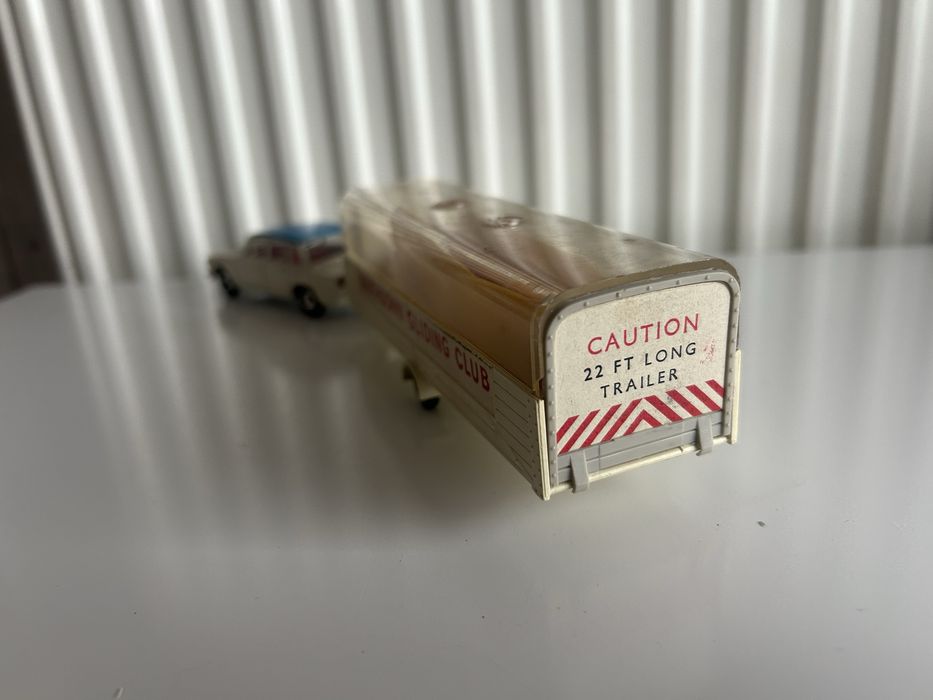 CAUTION
22 FT LONG
TRAILER
GLIDING CLUB